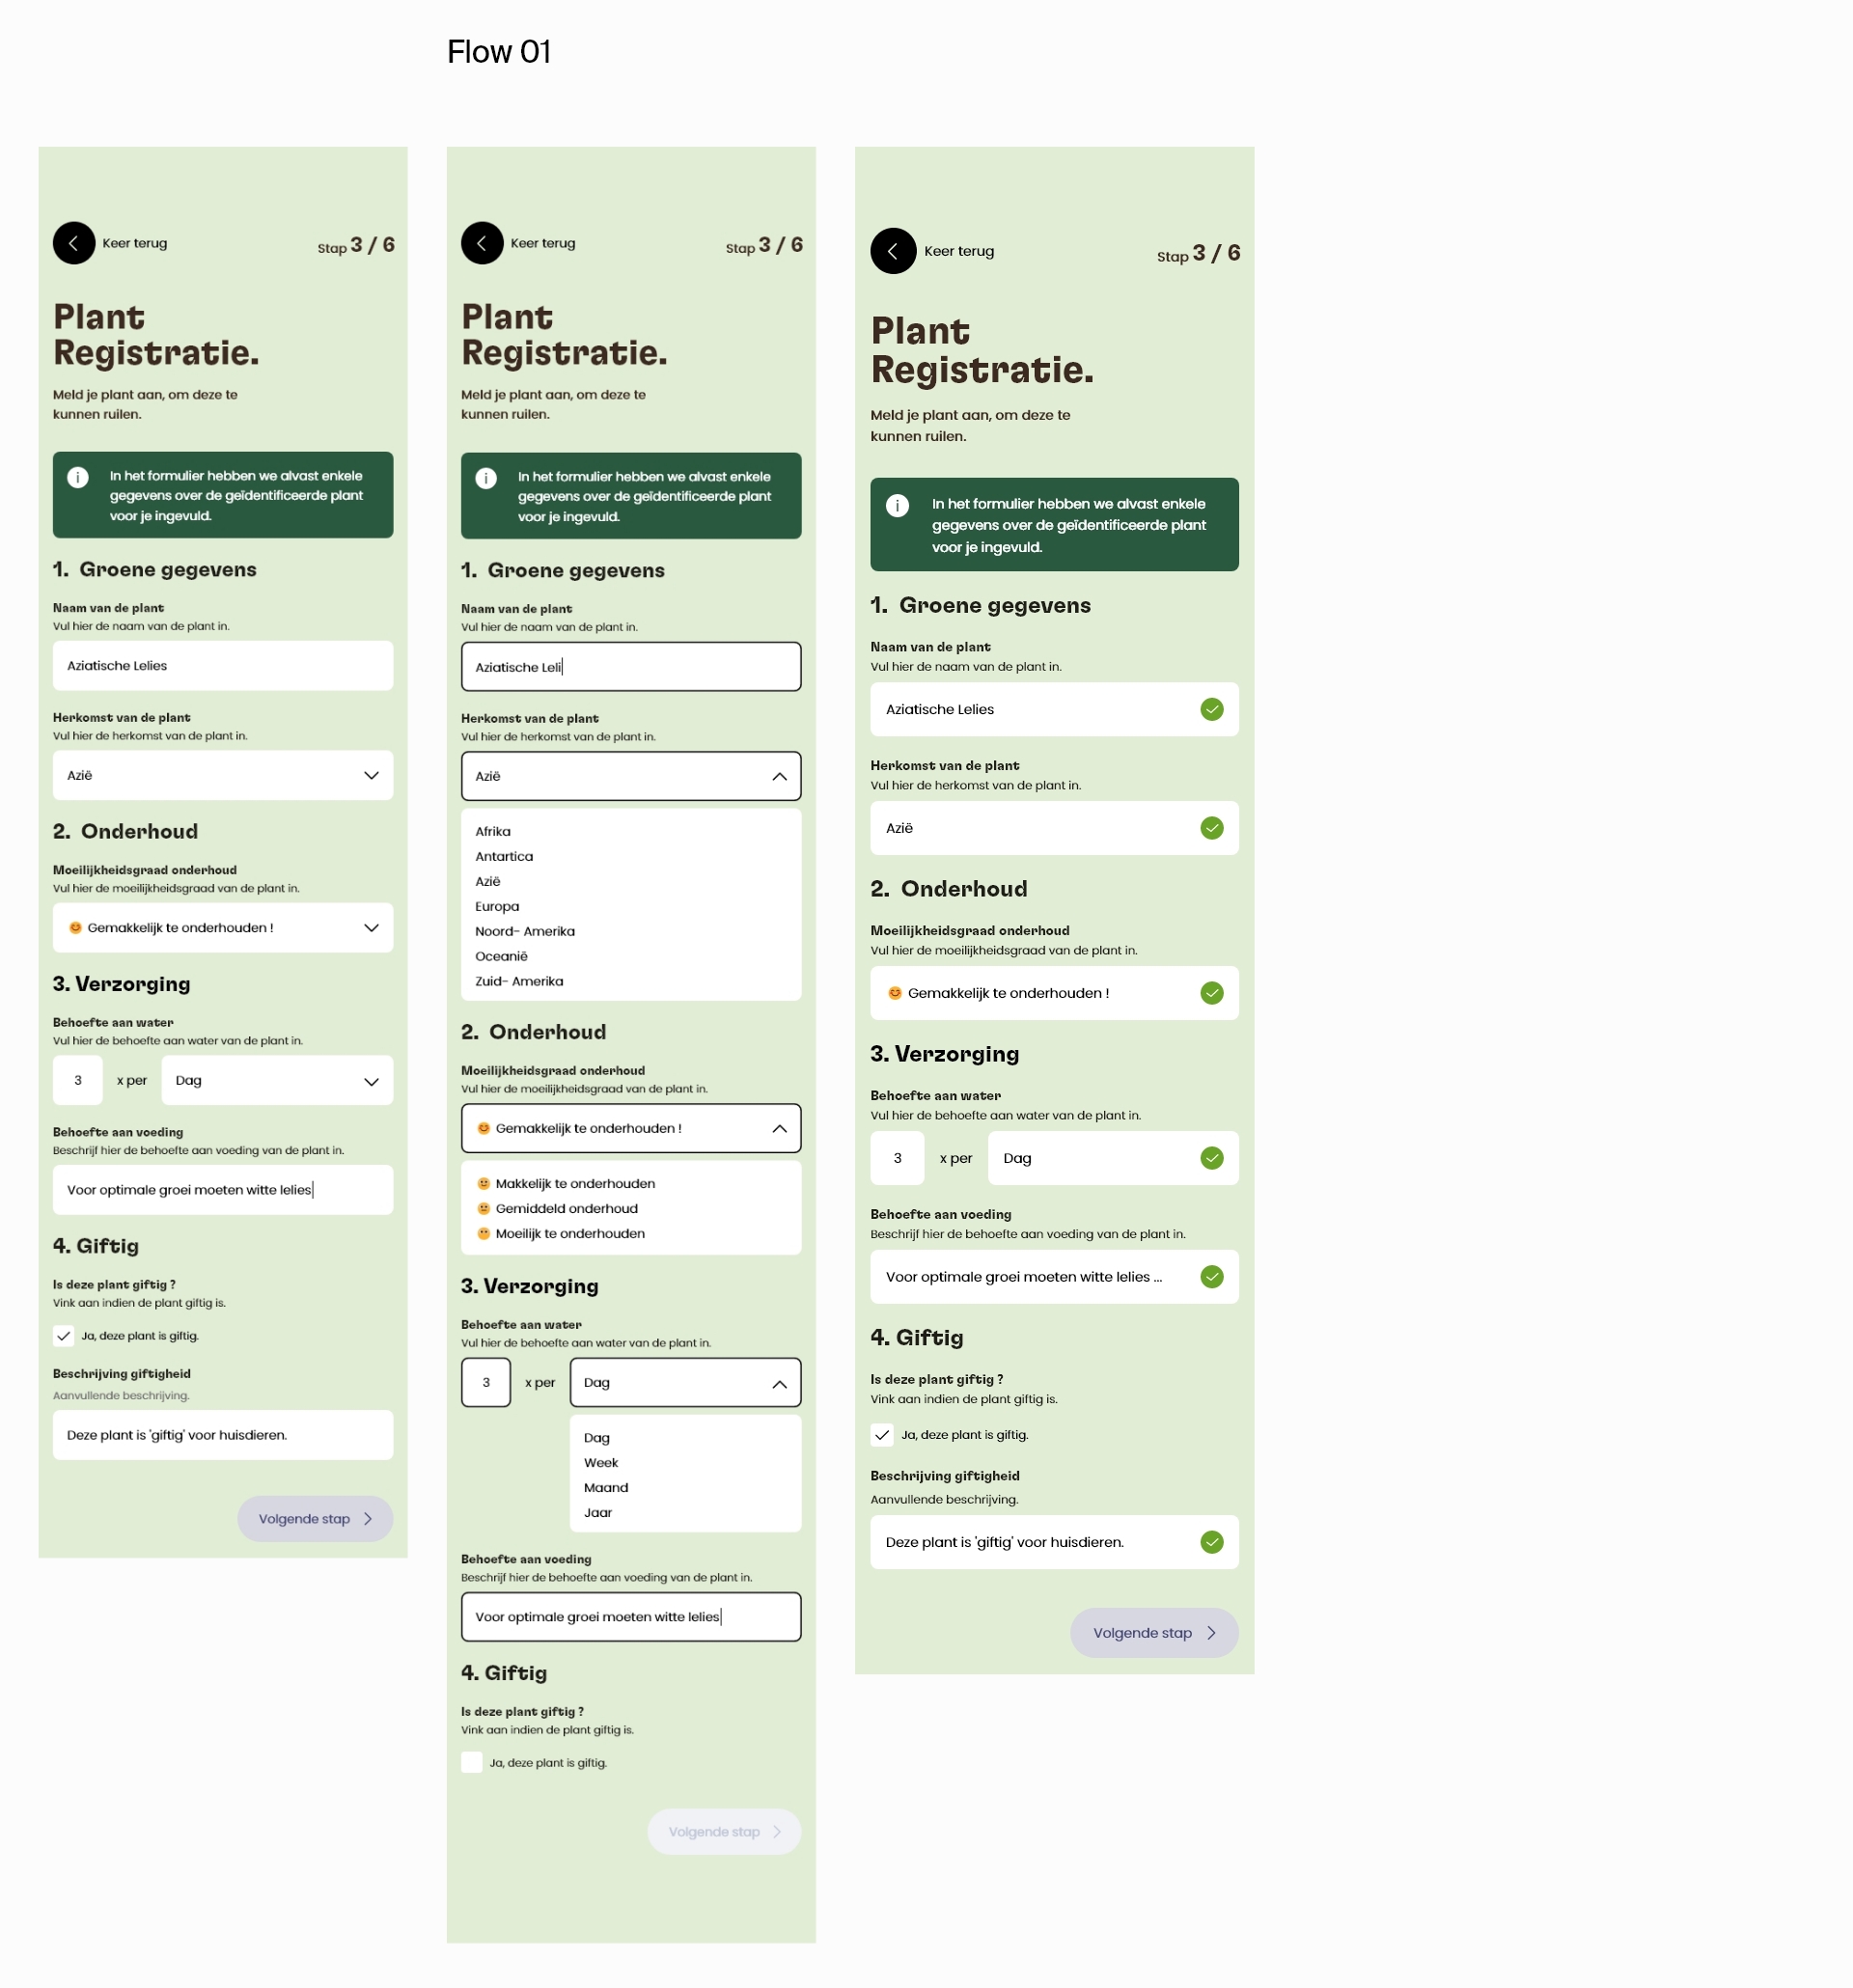 Flow 01
Keer terug
Stap 3 / 6
Plant
Registratie.
Meld je plant aan, om deze te
kunnen ruilen.
In het formulier hebben we alvast enkele
gegevens over de geïdentificeerde plant
voor je ingevuld.
1. Groene gegevens
Naam van de plant
Vul hier de naam van de plant in.
Aziatische Lelies
Herkomst van de plant
Vul hier de herkomst van de plant in.
Azië
2. Onderhoud
Moeilijkheidsgraad onderhoud
Vul hier de moeilijkheidsgraad van de plant in.
😊 Gemakkelijk te onderhouden !
3. Verzorging
Behoefte aan water
Vul hier de behoefte aan water van de plant in.
3 x per Dag
Behoefte aan voeding
Beschrijf hier de behoefte aan voeding van de plant in.
Voor optimale groei moeten witte lelies
4. Giftig
Is deze plant giftig ?
Vink aan indien de plant giftig is.
Ja, deze plant is giftig.
Beschrijving giftigheid
Aanvullende beschrijving.
Deze plant is 'giftig' voor huisdieren.
Volgende stap
Keer terug
Stap 3 / 6
Plant
Registratie.
Meld je plant aan, om deze te
kunnen ruilen.
In het formulier hebben we alvast enkele
gegevens over de geïdentificeerde plant
voor je ingevuld.
1. Groene gegevens
Naam van de plant
Vul hier de naam van de plant in.
Aziatische Leli
Herkomst van de plant
Vul hier de herkomst van de plant in.
Azië
Afrika
Antartica
Azië
Europa
Noord- Amerika
Oceanië
Zuid- Amerika
2. Onderhoud
Moeilijkheidsgraad onderhoud
Vul hier de moeilijkheidsgraad van de plant in.
😊 Gemakkelijk te onderhouden !
Makkelijk te onderhouden
Gemiddeld onderhoud
Moeilijk te onderhouden
3. Verzorging
Behoefte aan water
Vul hier de behoefte aan water van de plant in.
3 x per Dag
Dag
Week
Maand
Jaar
Behoefte aan voeding
Beschrijf hier de behoefte aan voeding van de plant in.
Voor optimale groei moeten witte lelies
4. Giftig
Is deze plant giftig ?
Vink aan indien de plant giftig is.
Ja, deze plant is giftig.
Volgende stap
Keer terug
Stap 3 / 6
Plant
Registratie.
Meld je plant aan, om deze te
kunnen ruilen.
In het formulier hebben we alvast enkele
gegevens over de geïdentificeerde plant
voor je ingevuld.
1. Groene gegevens
Naam van de plant
Vul hier de naam van de plant in.
Aziatische Lelies
Herkomst van de plant
Vul hier de herkomst van de plant in.
Azië
2. Onderhoud
Moeilijkheidsgraad onderhoud
Vul hier de moeilijkheidsgraad van de plant in.
😊 Gemakkelijk te onderhouden !
3. Verzorging
Behoefte aan water
Vul hier de behoefte aan water van de plant in.
3 x per Dag
Behoefte aan voeding
Beschrijf hier de behoefte aan voeding van de plant in.
Voor optimale groei moeten witte lelies ...
4. Giftig
Is deze plant giftig ?
Vink aan indien de plant giftig is.
Ja, deze plant is giftig.
Beschrijving giftigheid
Aanvullende beschrijving.
Deze plant is 'giftig' voor huisdieren.
Volgende stap